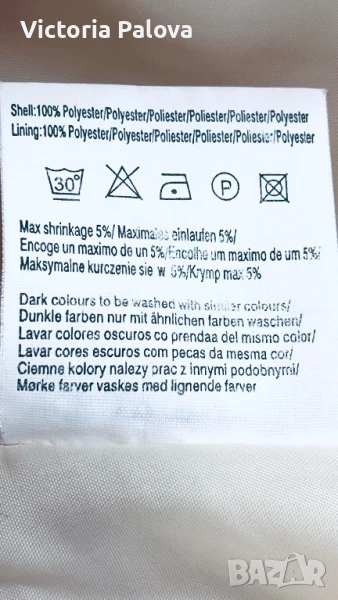 Victoria Palova
Shell:100% Polyester/Polyester/Poliester/Poliester/Poliester/Polyester
Lining:100% Polyester/Polyester/Poliester/Poliester/Poliester/Polyester
30° P
Max shrinkage 5%/ Maximales einlaufen 5%/
Encoge un maximo de un 5%/Encolhe um maximo de um 5%/
Maksymalne kurczenie sie w 5%/Krymp max 5%
Dark colours to be washed with similer colours/
Dunkle farben nur mit ähnlichen farben waschen/
Lavar colores oscuros co prendaa del mismo color/
Lavar cores escuros com pecas da mesma cor/
Ciemne kolory nalezy prac z innymi podobnymi/
Mørke farver vaskes med lignende farver
BAZAR